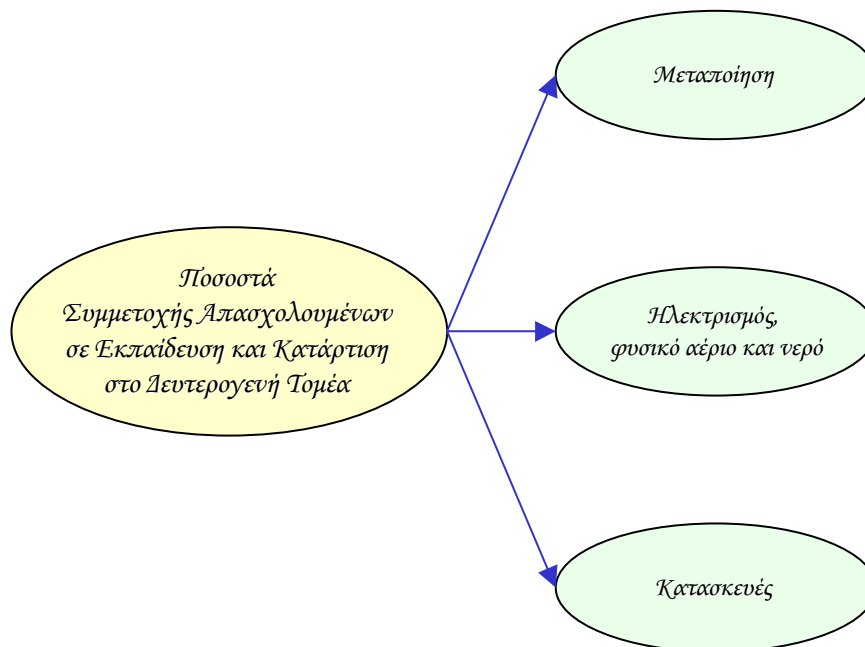 Μεταποίηση
Ποσοστά
Συμμετοχής Απασχολουμένων
σε Εκπαίδευση και Κατάρτιση
στο Δευτερογενή Τομέα
Ηλεκτρισμός,
φυσικό αέριο και νερό
Κατασκευές